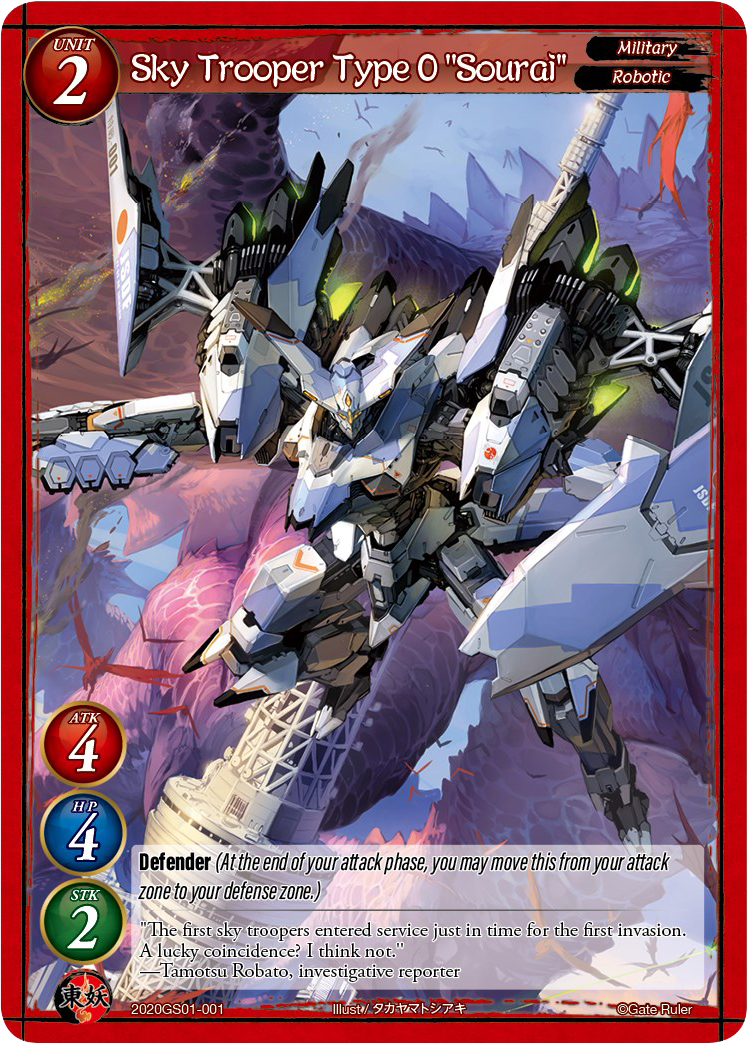 UNIT
2
Sky Trooper Type 0 "Sourai"
Military
Robotic
001
ATK
4
HP
4
STK
2
Defender (At the end of your attack phase, you may move this from your attack
zone to your defense zone.)
"The first sky troopers entered service just in time for the first invasion.
A lucky coincidence? I think not."
—Tamotsu Robato, investigative reporter
東妖
2020GS01-001
Illust / タカヤマトシアキ
©Gate Ruler